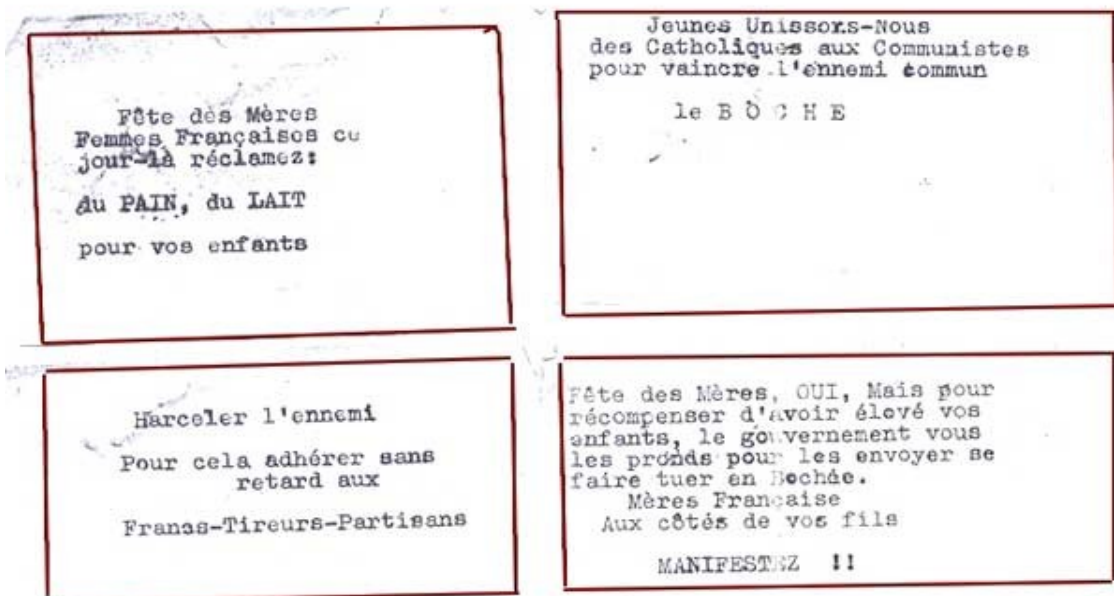 Fête des Mères
Femmes Françaises ce
jour-là réclamez:
du PAIN, du LAIT
pour vos enfants
Jeunes Unissons-Nous
des Catholiques aux Communistes
pour vaincre l'ennemi commun
le B O C H E
Harceler l'ennemi
Pour cela adhérer sans
retard aux
Francs-Tireurs-Partisans
Fête des Mères, OUI, Mais pour
récompenser d'avoir élevé vos
enfants, le gouvernement vous
les prends pour les envoyer se
faire tuer en Bochée.
Mères Française
Aux côtés de vos fils
MANIFESTEZ !!